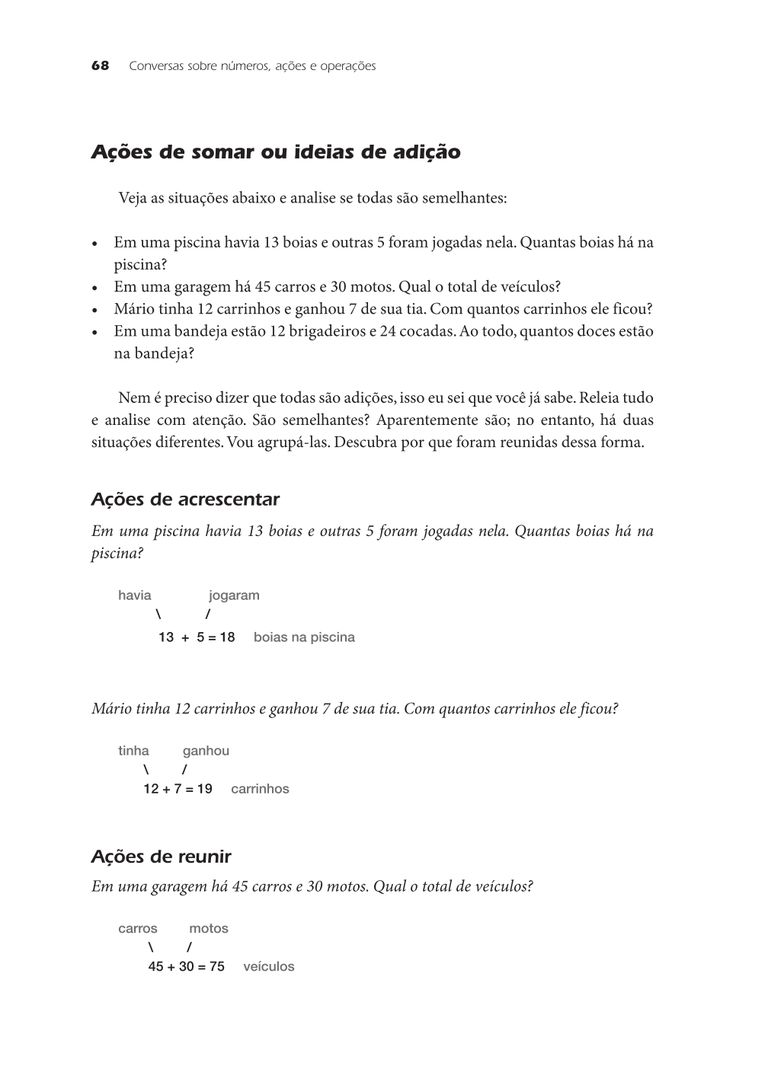 68 Conversas sobre números, ações e operações
Ações de somar ou ideias de adição
Veja as situações abaixo e analise se todas são semelhantes:
• Em uma piscina havia 13 boias e outras 5 foram jogadas nela. Quantas boias há na
piscina?
• Em uma garagem há 45 carros e 30 motos. Qual o total de veículos?
• Mário tinha 12 carrinhos e ganhou 7 de sua tia. Com quantos carrinhos ele ficou?
• Em uma bandeja estão 12 brigadeiros e 24 cocadas. Ao todo, quantos doces estão
na bandeja?
Nem é preciso dizer que todas são adições, isso eu sei que você já sabe. Releia tudo
e analise com atenção. São semelhantes? Aparentemente são; no entanto, há duas
situações diferentes. Vou agrupá-las. Descubra por que foram reunidas dessa forma.
Ações de acrescentar
Em uma piscina havia 13 boias e outras 5 foram jogadas nela. Quantas boias há na
piscina?
havia jogaram
\ /
13 + 5 = 18 boias na piscina
Mário tinha 12 carrinhos e ganhou 7 de sua tia. Com quantos carrinhos ele ficou?
tinha ganhou
\ /
12 + 7 = 19 carrinhos
Ações de reunir
Em uma garagem há 45 carros e 30 motos. Qual o total de veículos?
carros motos
\ /
45 + 30 = 75 veículos